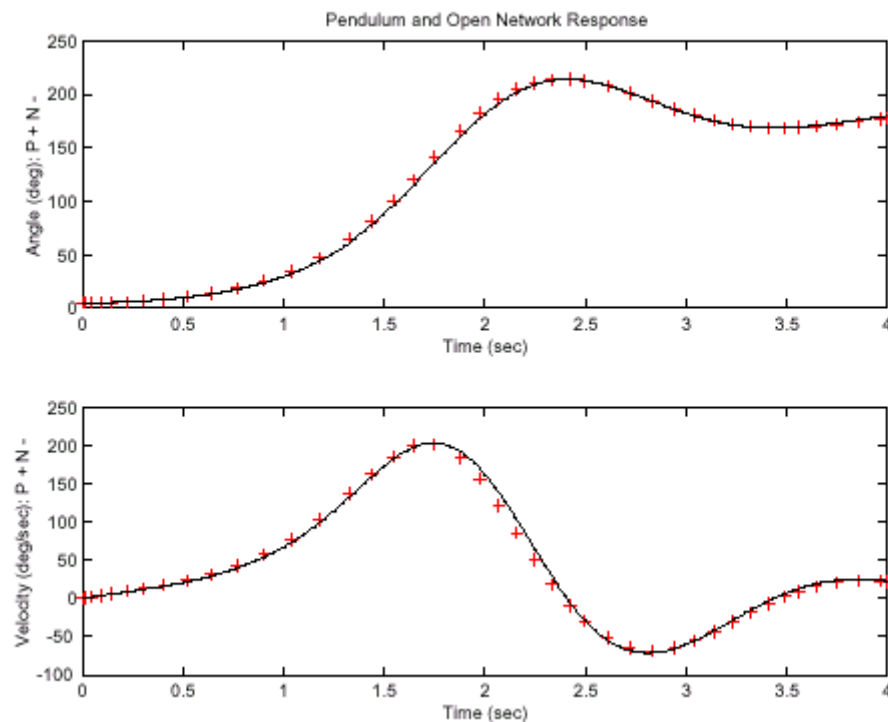 Pendulum and Open Network Response
250
200
150
100
50
0
Angle (deg): P + N -
0 0.5 1 1.5 2 2.5 3 3.5 4
Time (sec)
250
200
150
100
50
0
-50
-100
Velocity (deg/sec): P + N -
0 0.5 1 1.5 2 2.5 3 3.5 4
Time (sec)